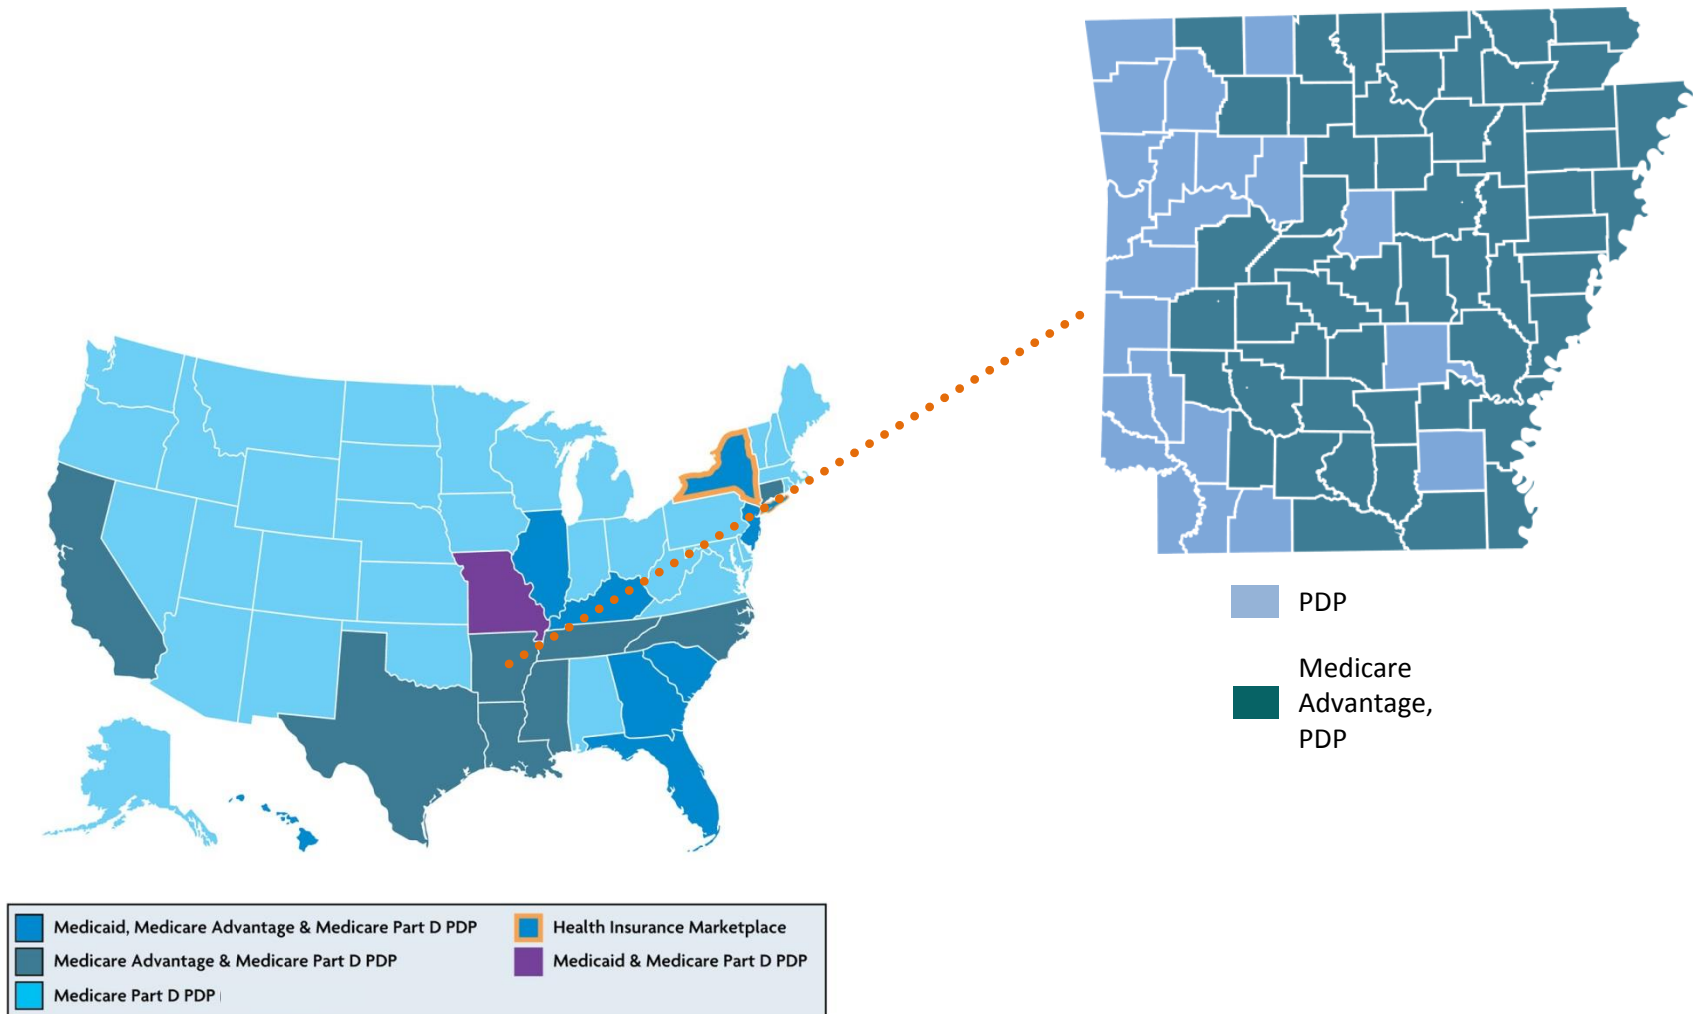 PDP
Medicare
Advantage,
PDP
Medicaid, Medicare Advantage & Medicare Part D PDP
Health Insurance Marketplace
Medicare Advantage & Medicare Part D PDP
Medicaid & Medicare Part D PDP
Medicare Part D PDP